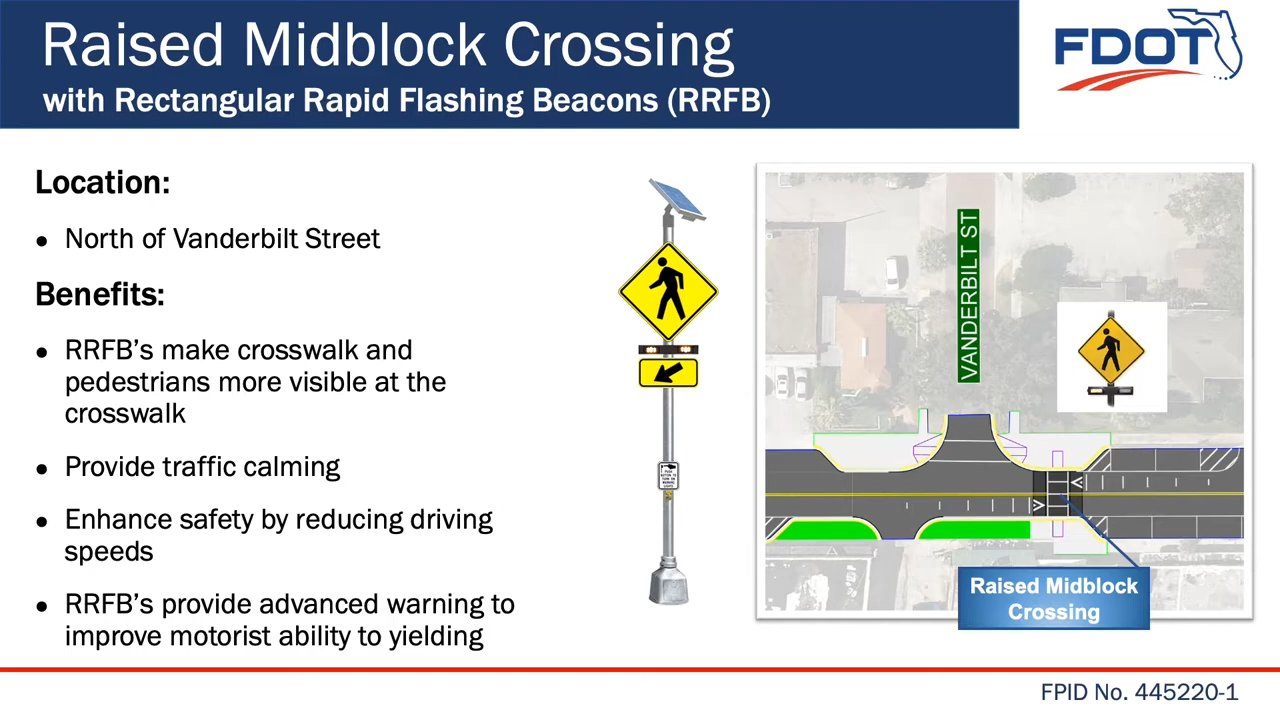 Raised Midblock Crossing
with Rectangular Rapid Flashing Beacons (RRFB)
FDOT
Location:
• North of Vanderbilt Street
Benefits:
• RRFB's make crosswalk and
pedestrians more visible at the
crosswalk
• Provide traffic calming
• Enhance safety by reducing driving
speeds
• RRFB's provide advanced warning to
improve motorist ability to yielding
VANDERBILT ST
Raised Midblock
Crossing
FPID No. 445220-1